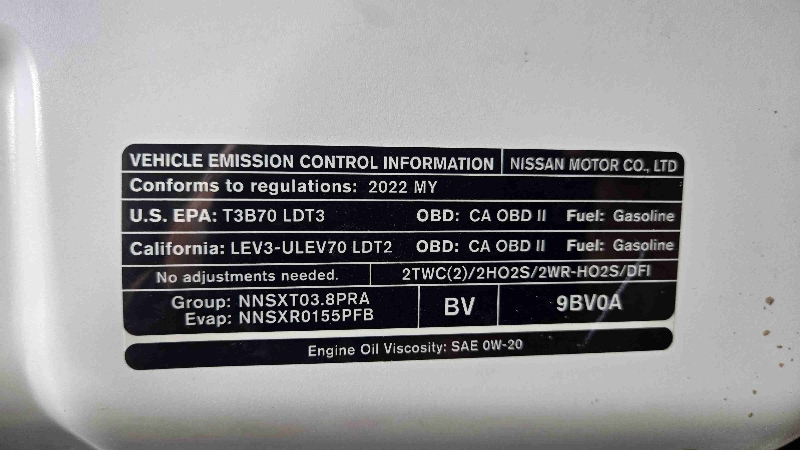 VEHICLE EMISSION CONTROL INFORMATION NISSAN MOTOR CO., LTD
Conforms to regulations: 2022 MY
U.S. EPA: T3B70 LDT3 OBD: CA OBD II Fuel: Gasoline
California: LEV3-ULEV70 LDT2 OBD: CA OBD II Fuel: Gasoline
No adjustments needed. 2TWC(2)/2HO2S/2WR-HO2S/DFI
Group: NNSXT03.8PRA
Evap: NNSXR0155PFB
BV 9BV0A
Engine Oil Viscosity: SAE 0W-20